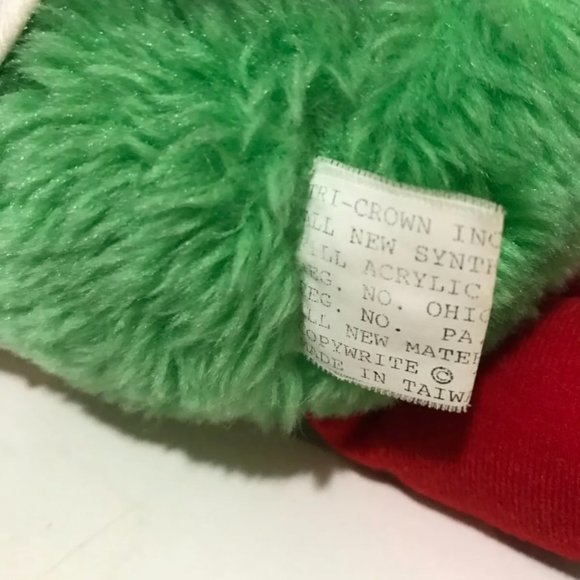 TRI-CROWN INC
ALL NEW SYNTH
ALL ACRYLIC
REG. NO. OHIO
REG. NO. PA
ALL NEW MATER
COPYWRITE ©
MADE IN TAIWA